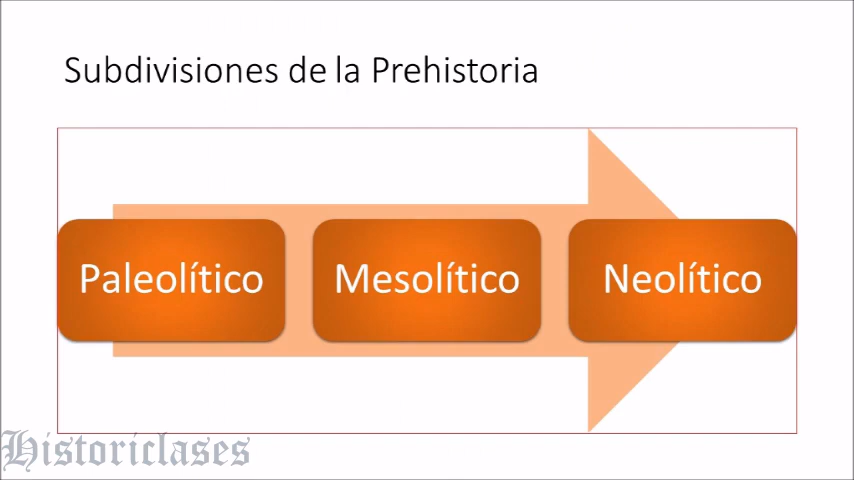 Subdivisiones de la Prehistoria
Paleolítico
Mesolítico
Neolítico
Historiclases